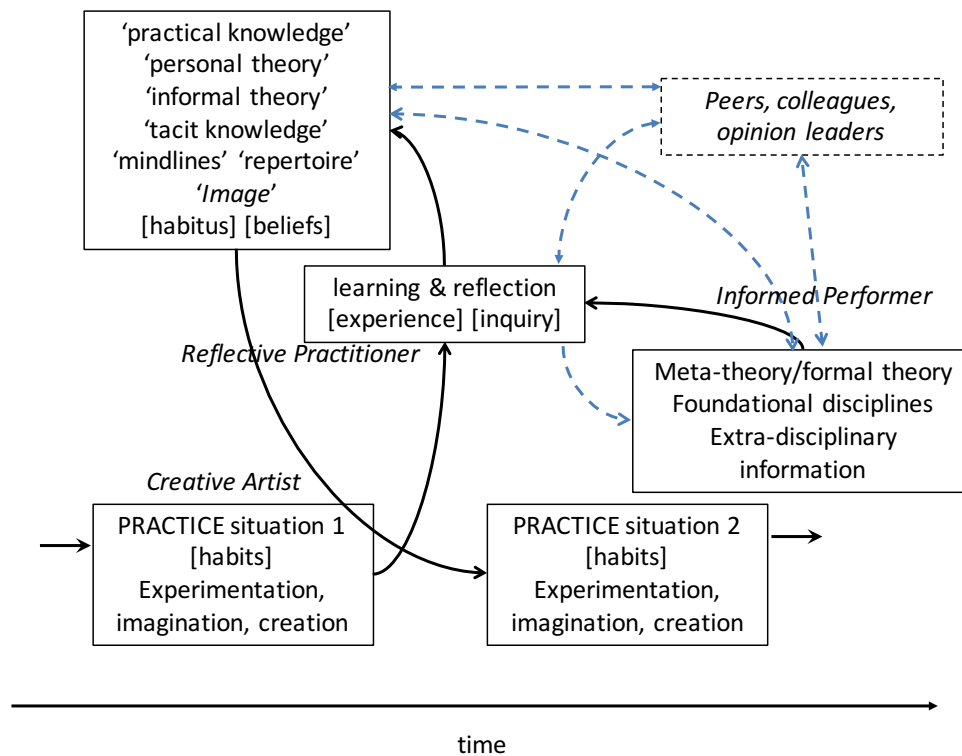 ‘practical knowledge’
‘personal theory’
‘informal theory’
‘tacit knowledge’
‘mindlines’ ‘repertoire’
‘Image’
[habitus] [beliefs]
Peers, colleagues,
opinion leaders
learning & reflection
[experience] [inquiry]
Informed Performer
Reflective Practitioner
Meta-theory/formal theory
Foundational disciplines
Extra-disciplinary
information
Creative Artist
PRACTICE situation 1
[habits]
Experimentation,
imagination, creation
PRACTICE situation 2
[habits]
Experimentation,
imagination, creation
time